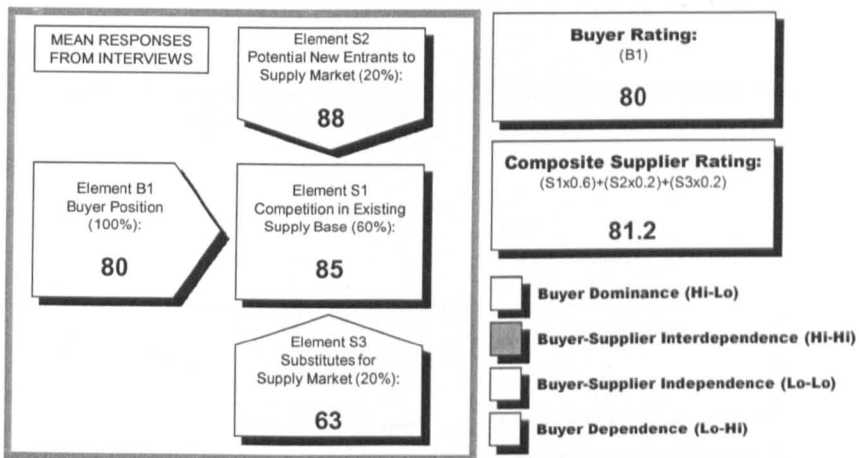 MEAN RESPONSES
FROM INTERVIEWS
Element S2
Potential New Entrants to
Supply Market (20%):
88
Element B1
Buyer Position
(100%):
80
Element S1
Competition in Existing
Supply Base (60%):
85
Element S3
Substitutes for
Supply Market (20%):
63
Buyer Rating:
(B1)
80
Composite Supplier Rating:
(S1x0.6)+(S2x0.2)+(S3x0.2)
81.2
Buyer Dominance (Hi-Lo)
Buyer-Supplier Interdependence (Hi-Hi)
Buyer-Supplier Independence (Lo-Lo)
Buyer Dependence (Lo-Hi)